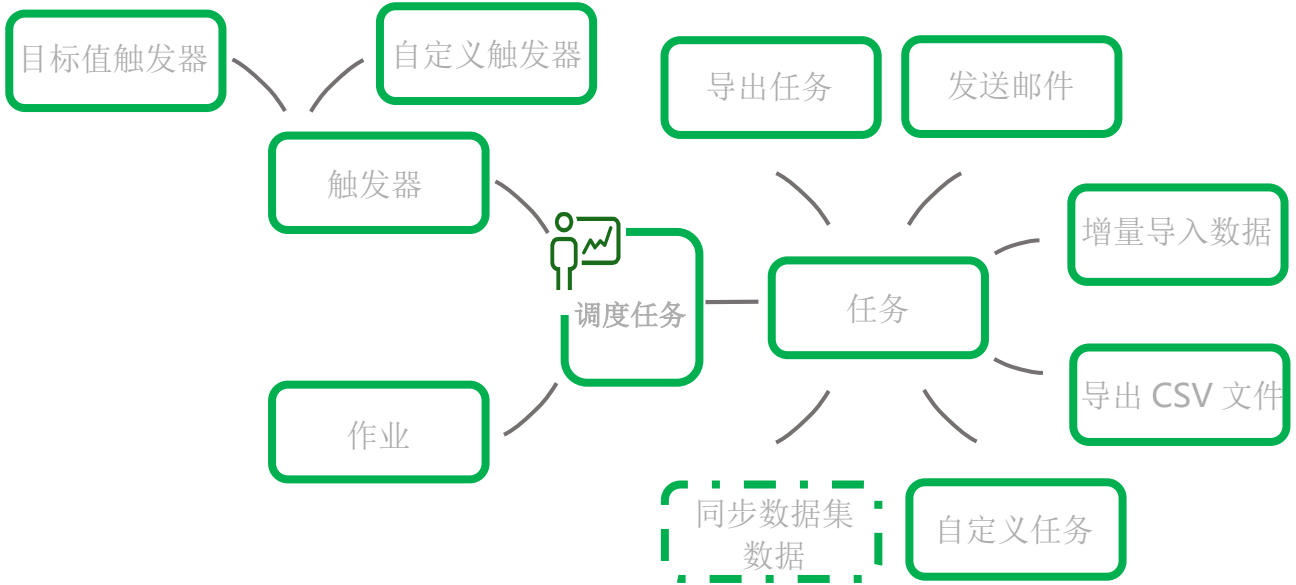 目标值触发器
自定义触发器
导出任务
发送邮件
触发器
增量导入数据
调度任务
任务
导出 CSV 文件
作业
同步数据集
数据
自定义任务